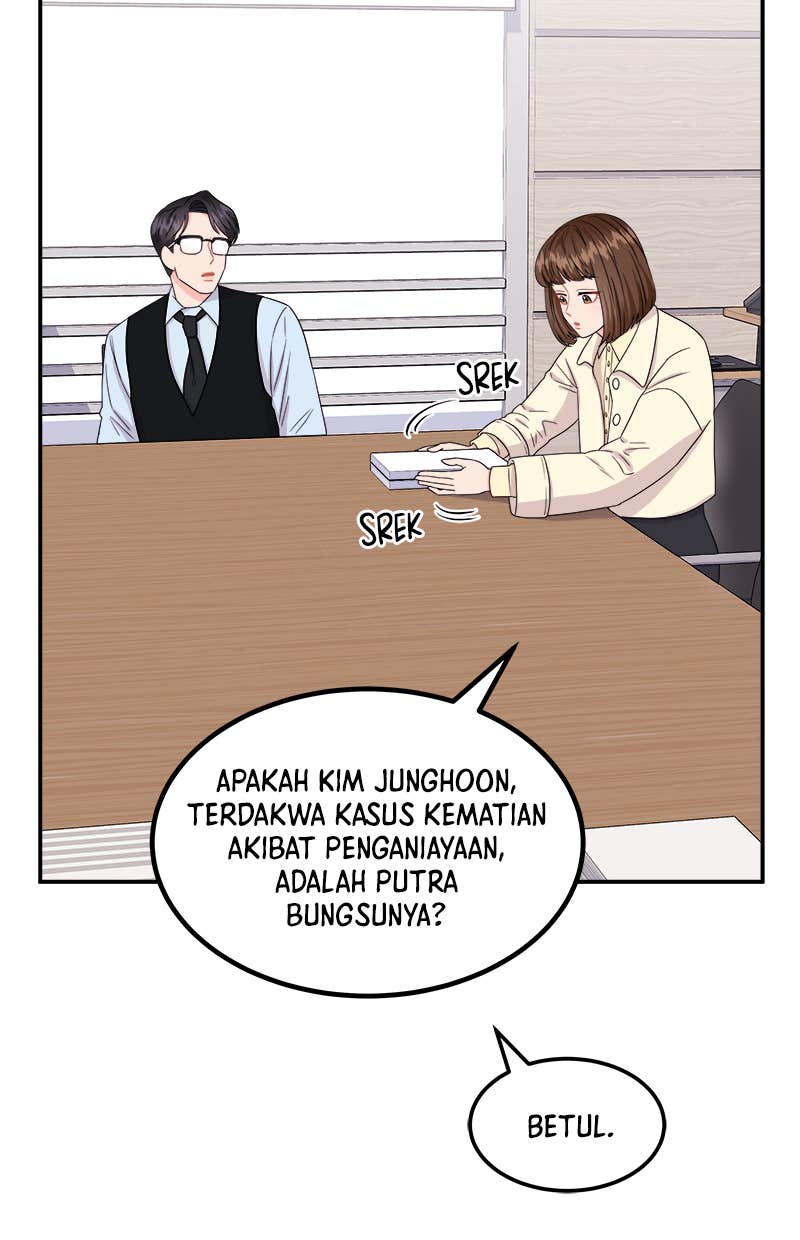 SREK
SREK
APAKAH KIM JUNGHOON,
TERDAKWA KASUS KEMATIAN
AKIBAT PENGANIAYAAN,
ADALAH PUTRA
BUNGSUNYA?
BETUL.